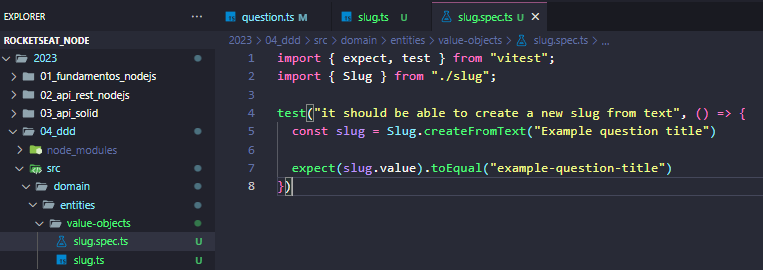 EXPLORER
ROCKETSEAT_NODE
2023
01_fundamentos_nodejs
02_api_rest_nodejs
03_api_solid
04_ddd
node_modules
src
domain
entities
value-objects
slug.spec.ts U
slug.ts U
question.ts M
slug.ts U
slug.spec.ts U
2023 > 04_ddd > src > domain > entities > value-objects > slug.spec.ts > ...
1 import { expect, test } from "vitest";
2 import { Slug } from "./slug";
3
4 test("it should be able to create a new slug from text", () => {
5 const slug = Slug.createFromText("Example question title")
6
7 expect(slug.value).toEqual("example-question-title")
8 })